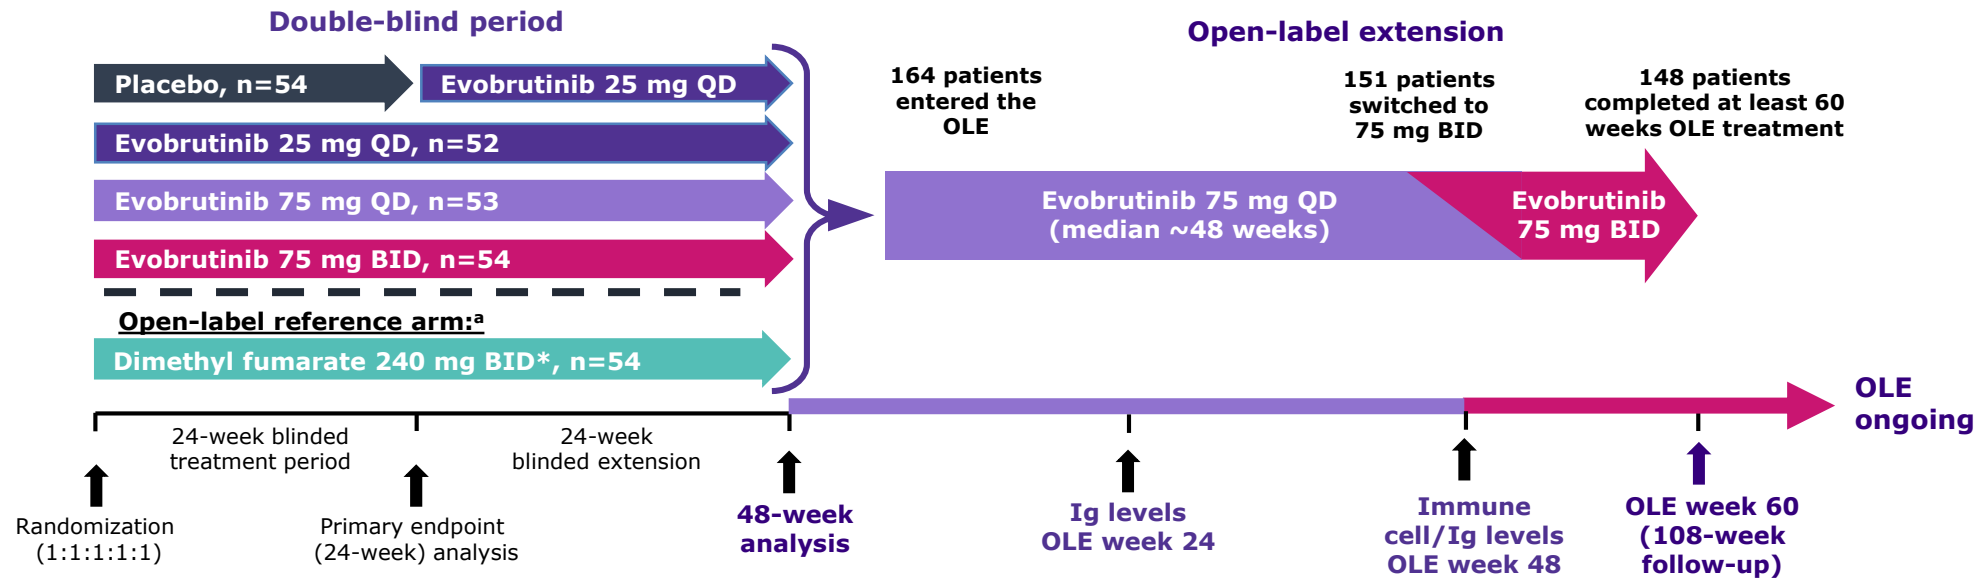 Double-blind period
Placebo, n=54
Evobrutinib 25 mg QD
Evobrutinib 25 mg QD, n=52
Evobrutinib 75 mg QD, n=53
Evobrutinib 75 mg BID, n=54
Open-label reference arm:ᵃ
Dimethyl fumarate 240 mg BID*, n=54
Open-label extension
164 patients
entered the
OLE
151 patients
switched to
75 mg BID
148 patients
completed at least 60
weeks OLE treatment
Evobrutinib 75 mg QD
(median ~48 weeks)
Evobrutinib
75 mg BID
OLE
ongoing
24-week blinded
treatment period
24-week
blinded extension
Randomization
(1:1:1:1:1)
Primary endpoint
(24-week) analysis
48-week
analysis
Ig levels
OLE week 24
Immune
cell/Ig levels
OLE week 48
OLE week 60
(108-week
follow-up)